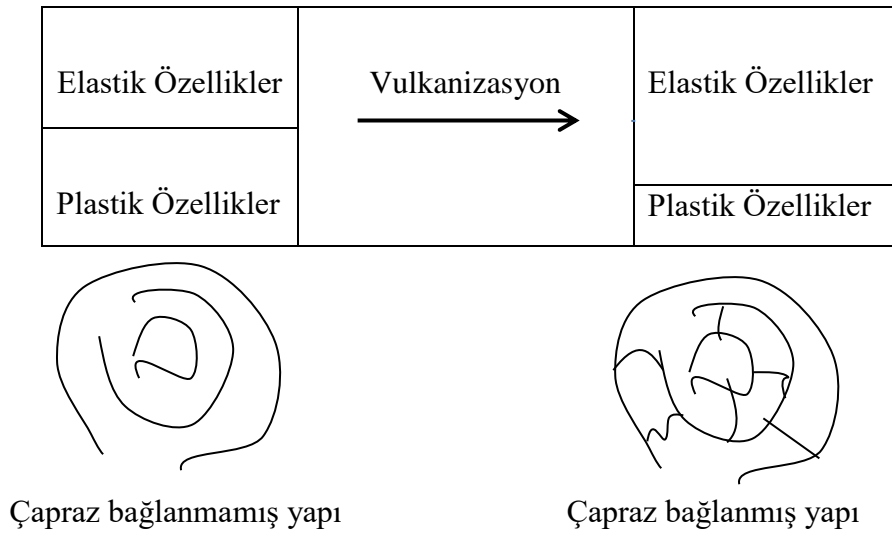 Elastik Özellikler
Vulkanizasyon
Elastik Özellikler
Plastik Özellikler
Plastik Özellikler
Çapraz bağlanmamış yapı
Çapraz bağlanmış yapı